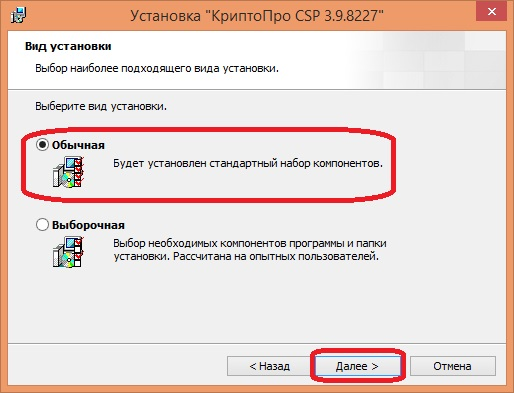 Установка "КриптоПро CSP 3.9.8227"
Вид установки
Выбор наиболее подходящего вида установки.
Выберите вид установки.
Обычная
Будет установлен стандартный набор компонентов.
Выборочная
Выбор необходимых компонентов программы и папки
установки. Рассчитана на опытных пользователей.
< Назад
Далее >
Отмена